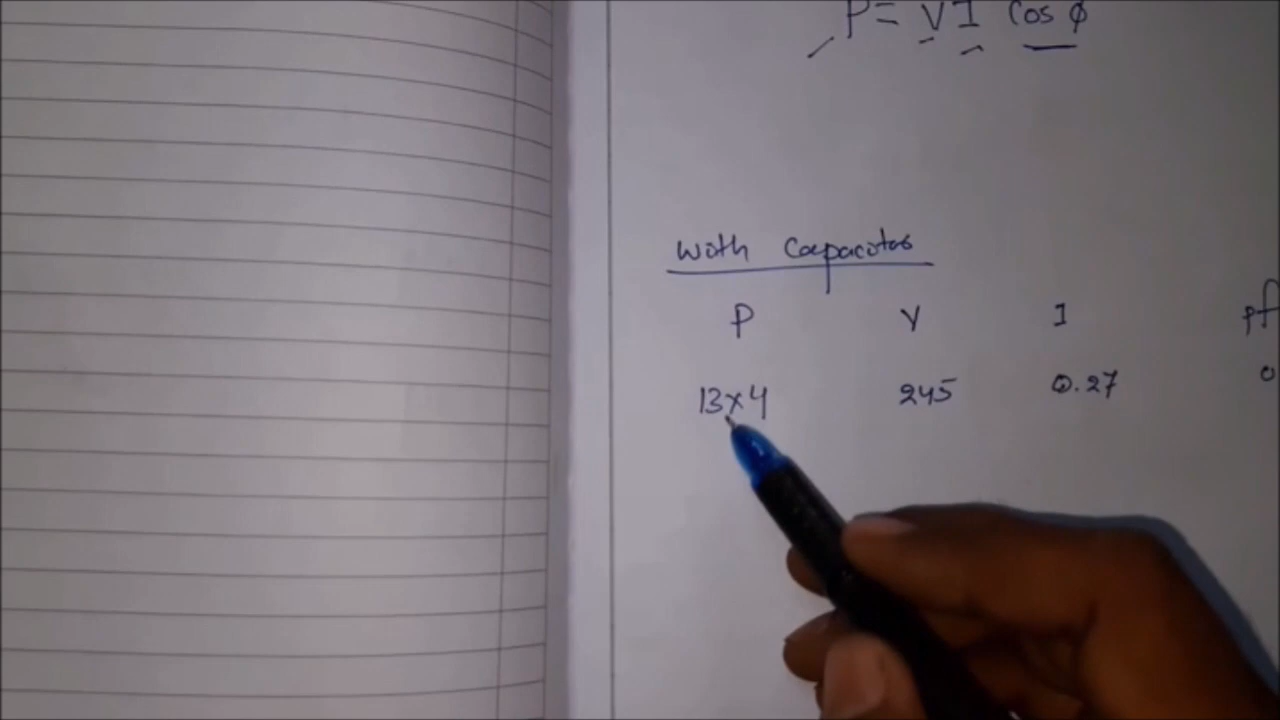 P = VI Cos φ
With Capacitor
P V I pf
13x4 245 0.27 0